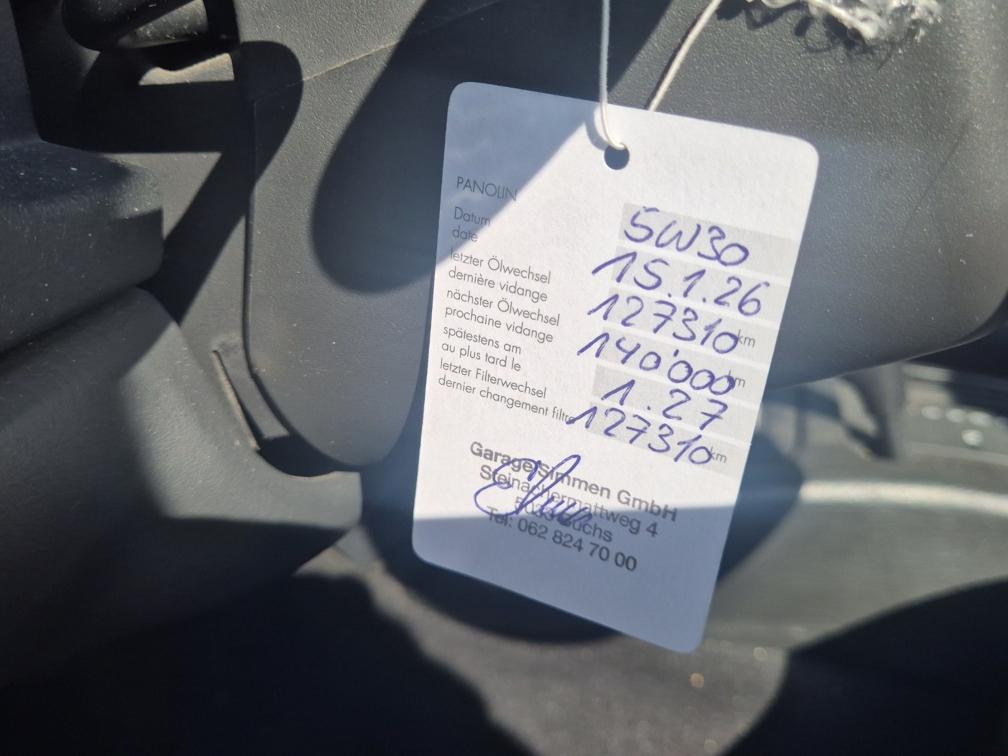 PANOLIN 5W30
Datum
date 15.1.26
letzter Ölwechsel
dernière vidange 127310 km
nächster Ölwechsel
prochaine vidange 140'000 km
spätestens am
au plus tard le 1.27
letzter Filterwechsel
dernier changement filtre 127310 km
Garage Simmen GmbH
Steinachermattweg 4
Tel: 062 824 70 00